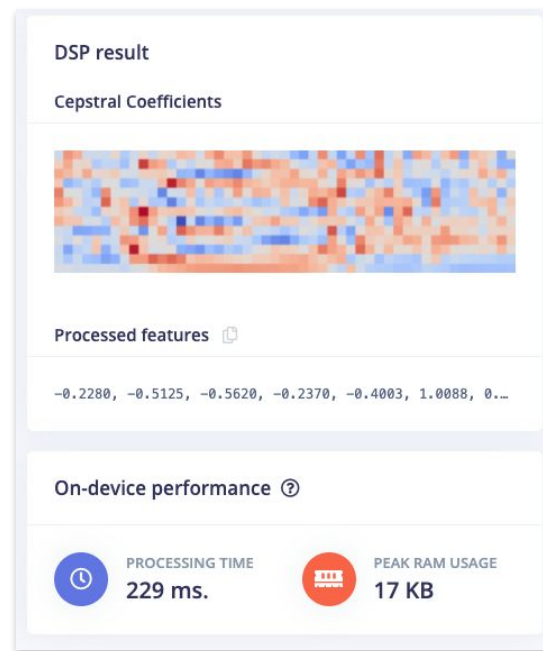 DSP result
Cepstral Coefficients
Processed features
-0.2280, -0.5125, -0.5620, -0.2370, -0.4003, 1.0088, 0.…
On-device performance
PROCESSING TIME
229 ms.
PEAK RAM USAGE
17 KB